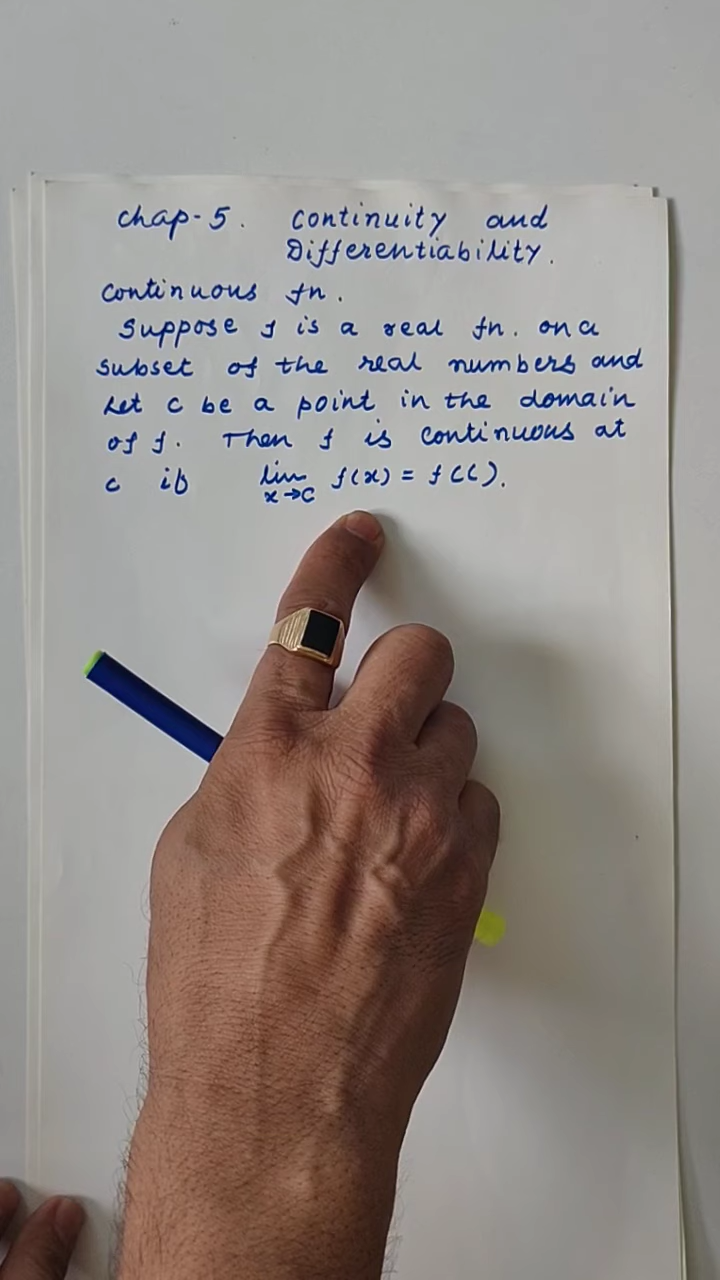 Chap-5. Continuity and
Differentiability.
Continuous fn.
Suppose f is a real fn. on a
subset of the real numbers and
Let c be a point in the domain
of f. Then f is continuous at
c if lim x→c f(x) = f(c).